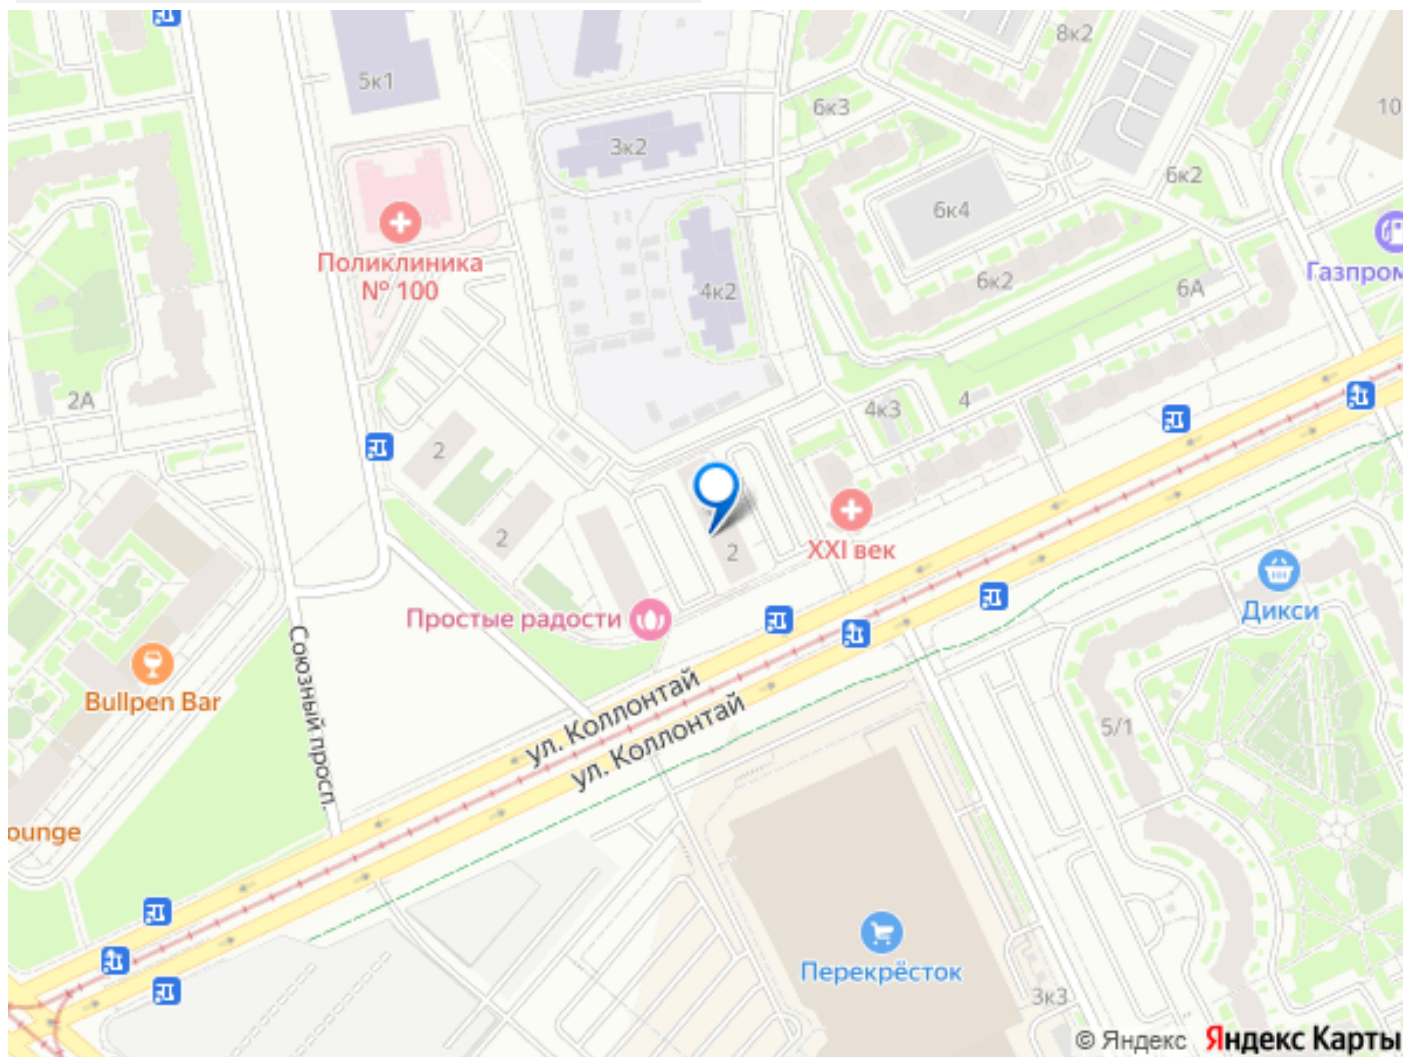 8к2
5к1
6к3
10
3к2
6к2
6к4
Поликлиника
№ 100
Газпром
6к2
6А
4к2
2А
4к3
4
2
2
2
XXI век
Дикси
Простые радости
Союзный просп.
Bullpen Bar
ул. Коллонтай
ул. Коллонтай
5/1
ounge
Перекрёсток
3к3
© Яндекс Яндекс Карты